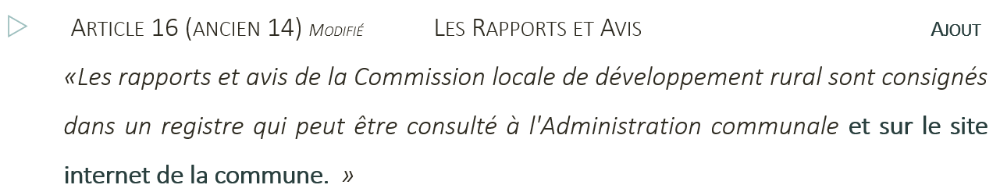 ARTICLE 16 (ANCIEN 14) MODIFIÉ LES RAPPORTS ET AVIS AJOUT
«Les rapports et avis de la Commission locale de développement rural sont consignés
dans un registre qui peut être consulté à l'Administration communale et sur le site
internet de la commune. »